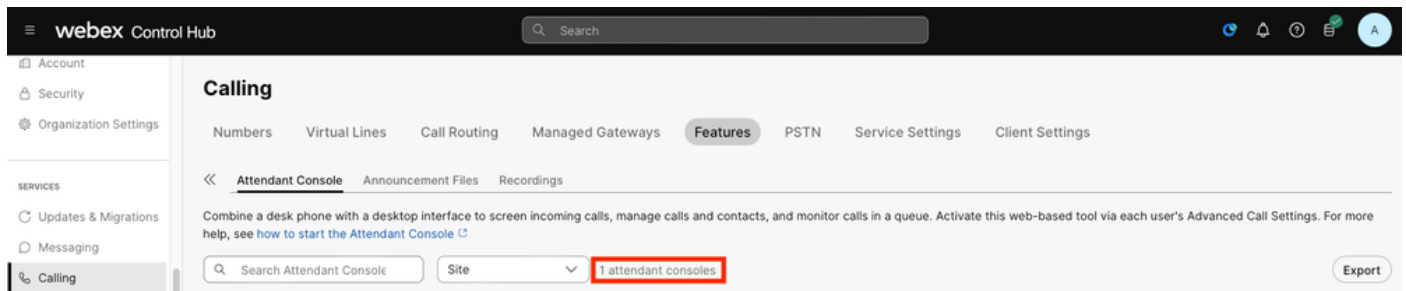 webex Control Hub
Search
A
Account
Security
Organization Settings
SERVICES
Updates & Migrations
Messaging
Calling
Calling
Numbers Virtual Lines Call Routing Managed Gateways Features PSTN Service Settings Client Settings
Attendant Console Announcement Files Recordings
Combine a desk phone with a desktop interface to screen incoming calls, manage calls and contacts, and monitor calls in a queue. Activate this web-based tool via each user's Advanced Call Settings. For more
help, see how to start the Attendant Console
Search Attendant Console Site 1 attendant consoles Export